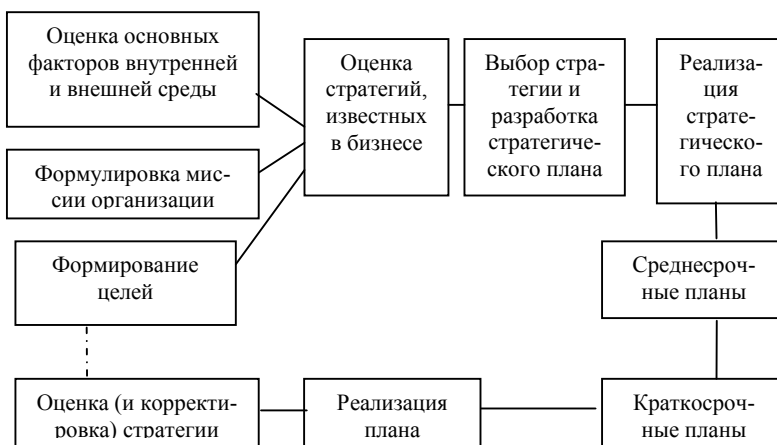 Оценка основных
факторов внутренней
и внешней среды
Формулировка мис-
сии организации
Формирование
целей
Оценка
стратегий,
известных
в бизнесе
Выбор стра-
тегии и
разработка
стратегиче-
ского плана
Реализа-
ция
страте-
гическо-
го плана
Среднесроч-
ные планы
Краткосроч-
ные планы
Реализация
плана
Оценка (и корректи-
ровка) стратегии